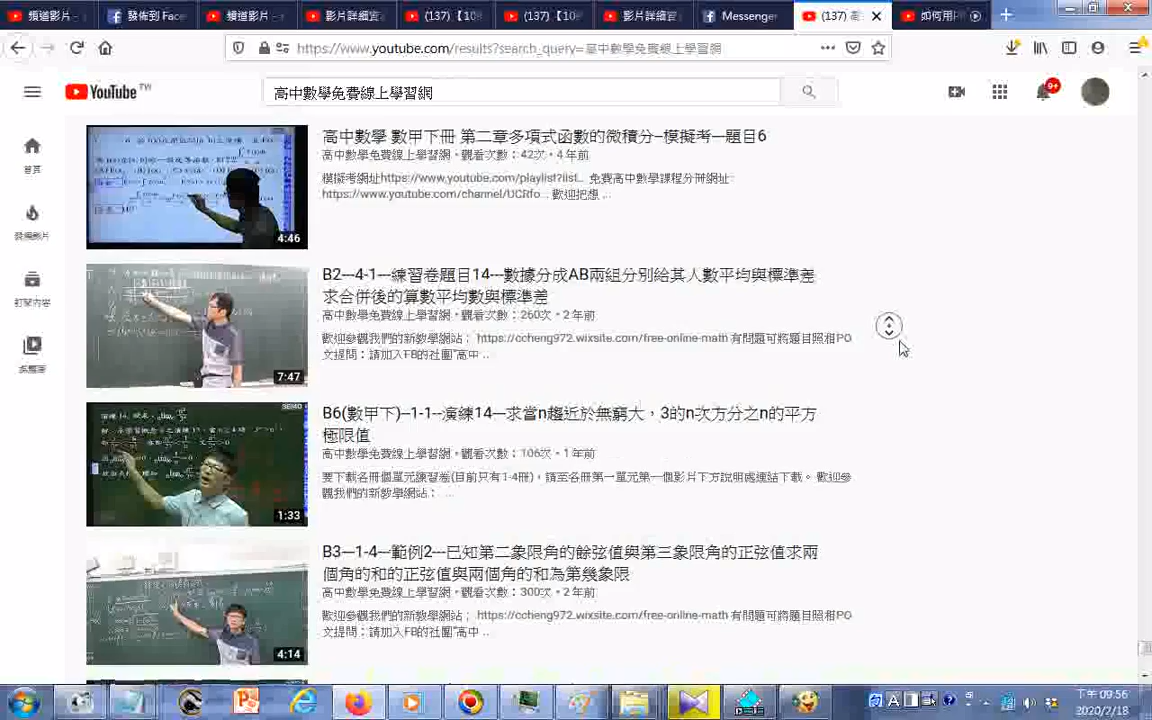 頻道影片 -
發佈到 Face
頻道影片 -
影片詳細資
(137)【10
(137)【10
影片詳細資
Messenger
(137) 高
如何用P
https://www.youtube.com/results?search_query=高中數學免費線上學習網
YouTube TW
高中數學免費線上學習網
9+
首頁
發燒影片
訂閱內容
媒體庫
高中數學 數甲下冊 第二章多項式函數的微積分--模擬考--題目6
高中數學免費線上學習網 • 觀看次數：42次 • 4 年前
模擬考網址https://www.youtube.com/playlist?list... 免費高中數學課程分冊網址:
https://www.youtube.com/channel/UCRfo... 歡迎把想 ...
4:46
B2---4-1---練習卷題目14---數據分成AB兩組分別給其人數平均與標準差
求合併後的算數平均數與標準差
高中數學免費線上學習網 • 觀看次數：260次 • 2 年前
歡迎參觀我們的新教學網站； https://ccheng972.wixsite.com/free-online-math 有問題可將題目照相PO
文提問：請加入FB的社團"高中 ...
7:47
B6(數甲下)--1-1--演練14---求當n趨近於無窮大，3的n次方分之n的平方
極限值
高中數學免費線上學習網 • 觀看次數：106次 • 1 年前
要下載各冊個單元練習卷(目前只有1-4冊)，請至各冊第一單元第一個影片下方說明處連結下載。 歡迎參
觀我們的新教學網站： ...
1:33
B3---1-4---範例2---已知第二象限角的餘弦值與第三象限角的正弦值求兩
個角的和的正弦值與兩個角的和為第幾象限
高中數學免費線上學習網 • 觀看次數：300次 • 2 年前
歡迎參觀我們的新教學網站； https://ccheng972.wixsite.com/free-online-math 有問題可將題目照相PO
文提問：請加入FB的社團"高中 ...
4:14
下午 09:56
2020/2/18